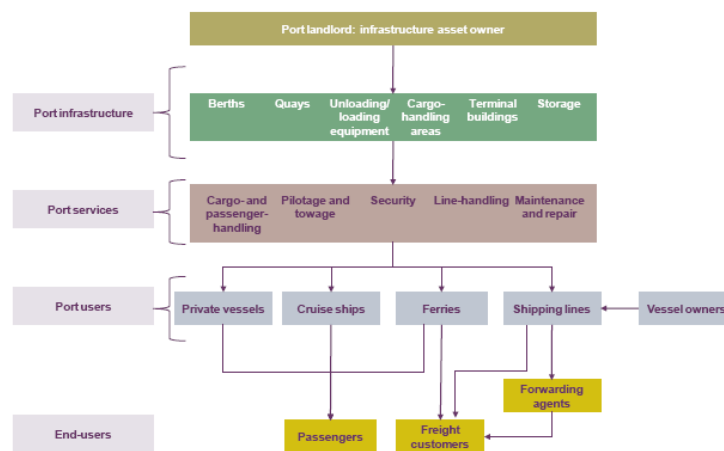 Port landlord: infrastructure asset owner
Port infrastructure
Berths
Quays
Unloading/
loading
equipment
Cargo-
handling
areas
Terminal
buildings
Storage
Port services
Cargo- and
passenger-
handling
Pilotage and
towage
Security
Line-handling
Maintenance
and repair
Port users
Private vessels
Cruise ships
Ferries
Shipping lines
Vessel owners
Forwarding
agents
End-users
Passengers
Freight
customers